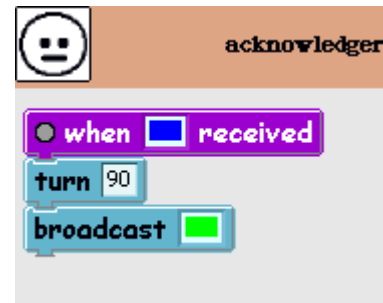 acknowledger
when received
turn 90
broadcast